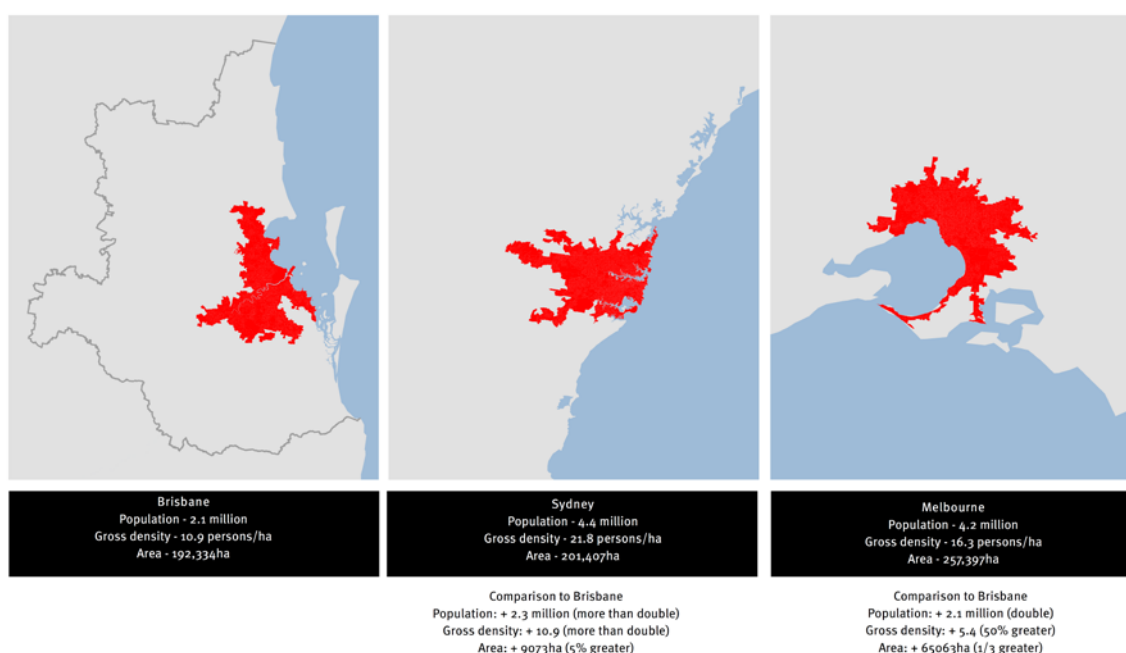 Brisbane
Population - 2.1 million
Gross density - 10.9 persons/ha
Area - 192,334ha
Sydney
Population - 4.4 million
Gross density - 21.8 persons/ha
Area - 201,407ha
Melbourne
Population - 4.2 million
Gross density - 16.3 persons/ha
Area - 257,397ha
Comparison to Brisbane
Population: + 2.3 million (more than double)
Gross density: + 10.9 (more than double)
Area: + 9073ha (5% greater)
Comparison to Brisbane
Population: + 2.1 million (double)
Gross density: + 5.4 (50% greater)
Area: + 65063ha (1/3 greater)